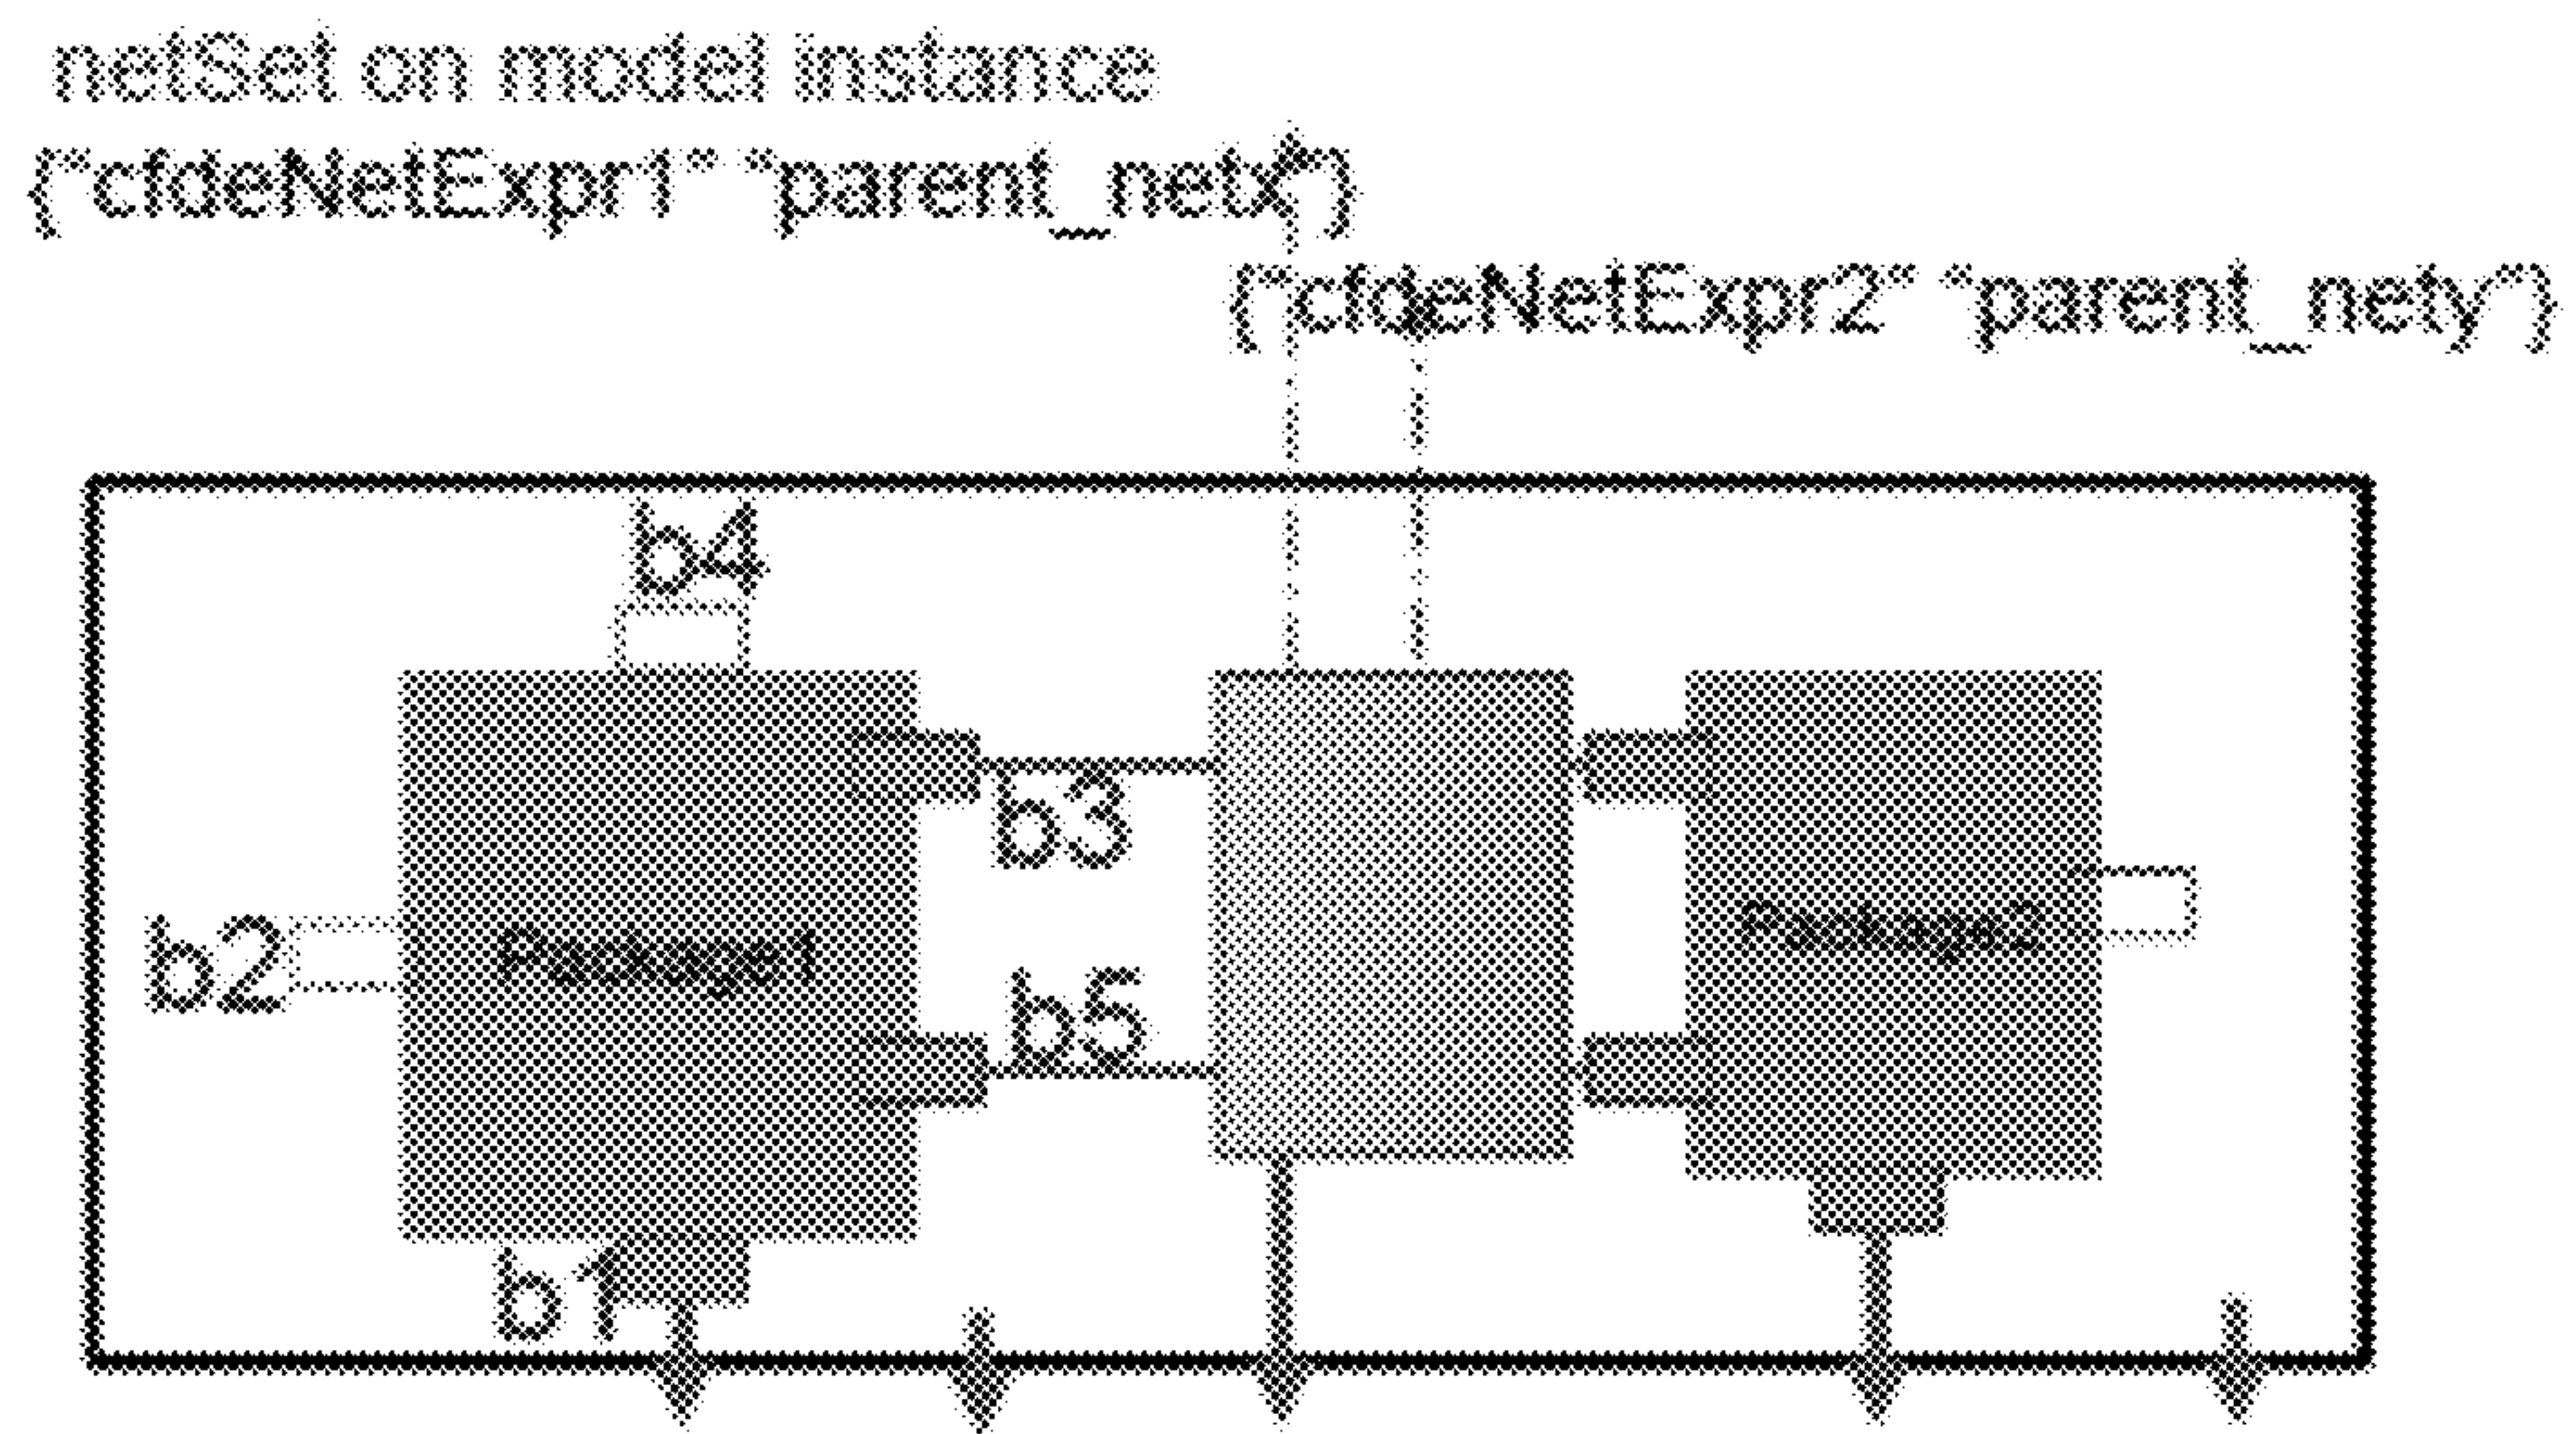 netSet on model instance
{"cfdeNetExpr1" "parent_netx"}
{"cfdeNetExpr2" "parent_nety"}
b4
b3
b2
Package1
Package2
b5
b1